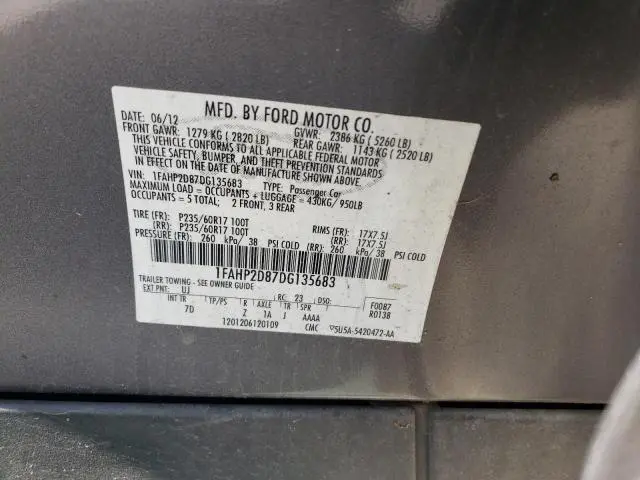 MFD. BY FORD MOTOR CO.
DATE: 06/12 GVWR: 2386 KG ( 5260 LB)
FRONT GAWR: 1279 KG ( 2820 LB) REAR GAWR: 1143 KG ( 2520 LB)
THIS VEHICLE CONFORMS TO ALL APPLICABLE FEDERAL MOTOR
VEHICLE SAFETY, BUMPER, AND THEFT PREVENTION STANDARDS
IN EFFECT ON THE DATE OF MANUFACTURE SHOWN ABOVE.
VIN: 1FAHP2D87DG135683 TYPE: Passenger Car
MAXIMUM LOAD = OCCUPANTS + LUGGAGE = 430KG/ 950LB
OCCUPANTS = 5 TOTAL; 2 FRONT, 3 REAR
TIRE (FR): P235/60R17 100T RIMS (FR): 17X7.5J
(RR): P235/60R17 100T (RR): 17X7.5J
PRESSURE (FR): 260 kPa/ 38 PSI COLD (RR): 260 kPa/ 38 PSI COLD
1FAHP2D87DG135683
TRAILER TOWING - SEE OWNER GUIDE
EXT PNT: UJ RC: 23 DSO: F0087
INT TR TP/PS R AXLE TR SPR R0138
7D Z 1A J AAAA
1201206120109 CMC 5U5A-5420472-AA